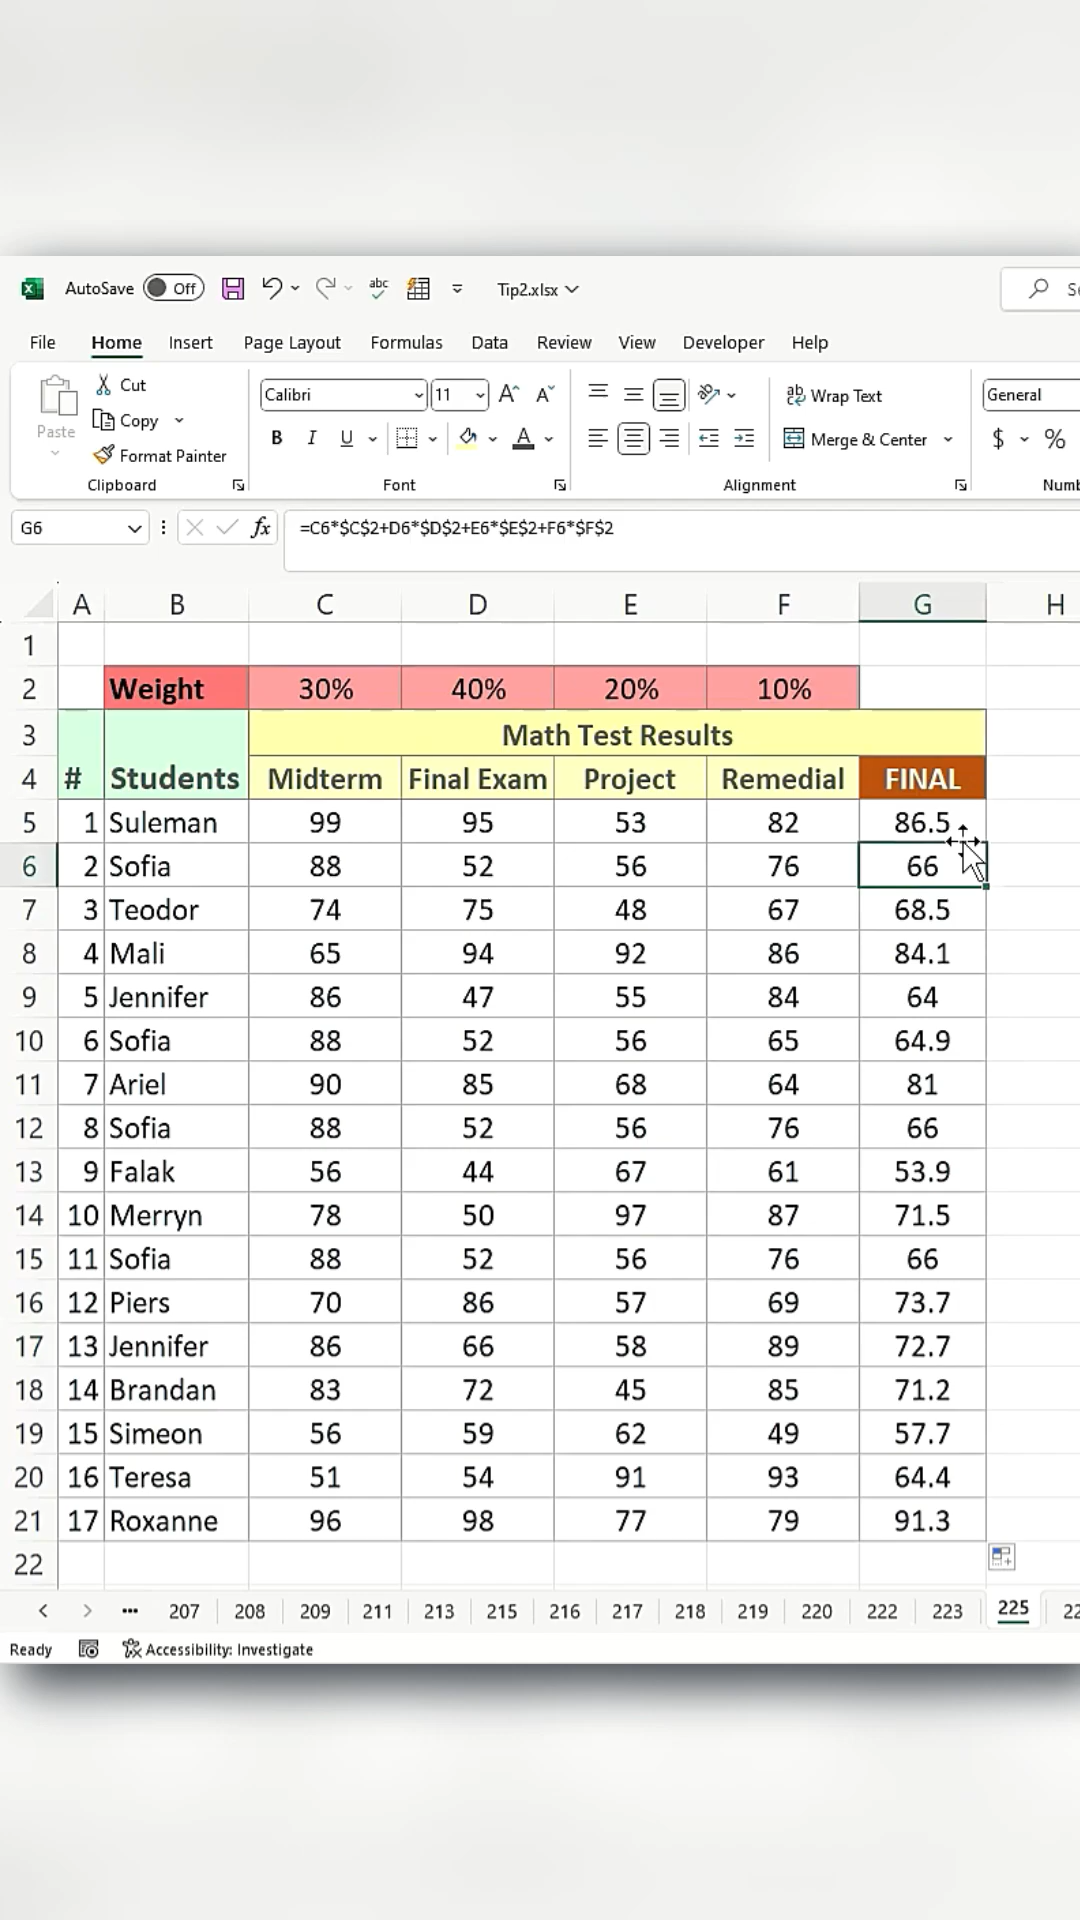 AutoSave Off abc Tip2.xlsx
File Home Insert Page Layout Formulas Data Review View Developer Help
Paste Cut Copy Format Painter
Clipboard
Calibri 11 A A
B I U A
Font
ab Wrap Text
Merge & Center
Alignment
General
$ %
G6 fx =C6*$C$2+D6*$D$2+E6*$E$2+F6*$F$2
A B C D E F G H
1
2 Weight 30% 40% 20% 10%
3 Math Test Results
4 # Students Midterm Final Exam Project Remedial FINAL
5 1 Suleman 99 95 53 82 86.5
6 2 Sofia 88 52 56 76 66
7 3 Teodor 74 75 48 67 68.5
8 4 Mali 65 94 92 86 84.1
9 5 Jennifer 86 47 55 84 64
10 6 Sofia 88 52 56 65 64.9
11 7 Ariel 90 85 68 64 81
12 8 Sofia 88 52 56 76 66
13 9 Falak 56 44 67 61 53.9
14 10 Merryn 78 50 97 87 71.5
15 11 Sofia 88 52 56 76 66
16 12 Piers 70 86 57 69 73.7
17 13 Jennifer 86 66 58 89 72.7
18 14 Brandan 83 72 45 85 71.2
19 15 Simeon 56 59 62 49 57.7
20 16 Teresa 51 54 91 93 64.4
21 17 Roxanne 96 98 77 79 91.3
22
... 207 208 209 211 213 215 216 217 218 219 220 222 223 225
Ready Accessibility: Investigate